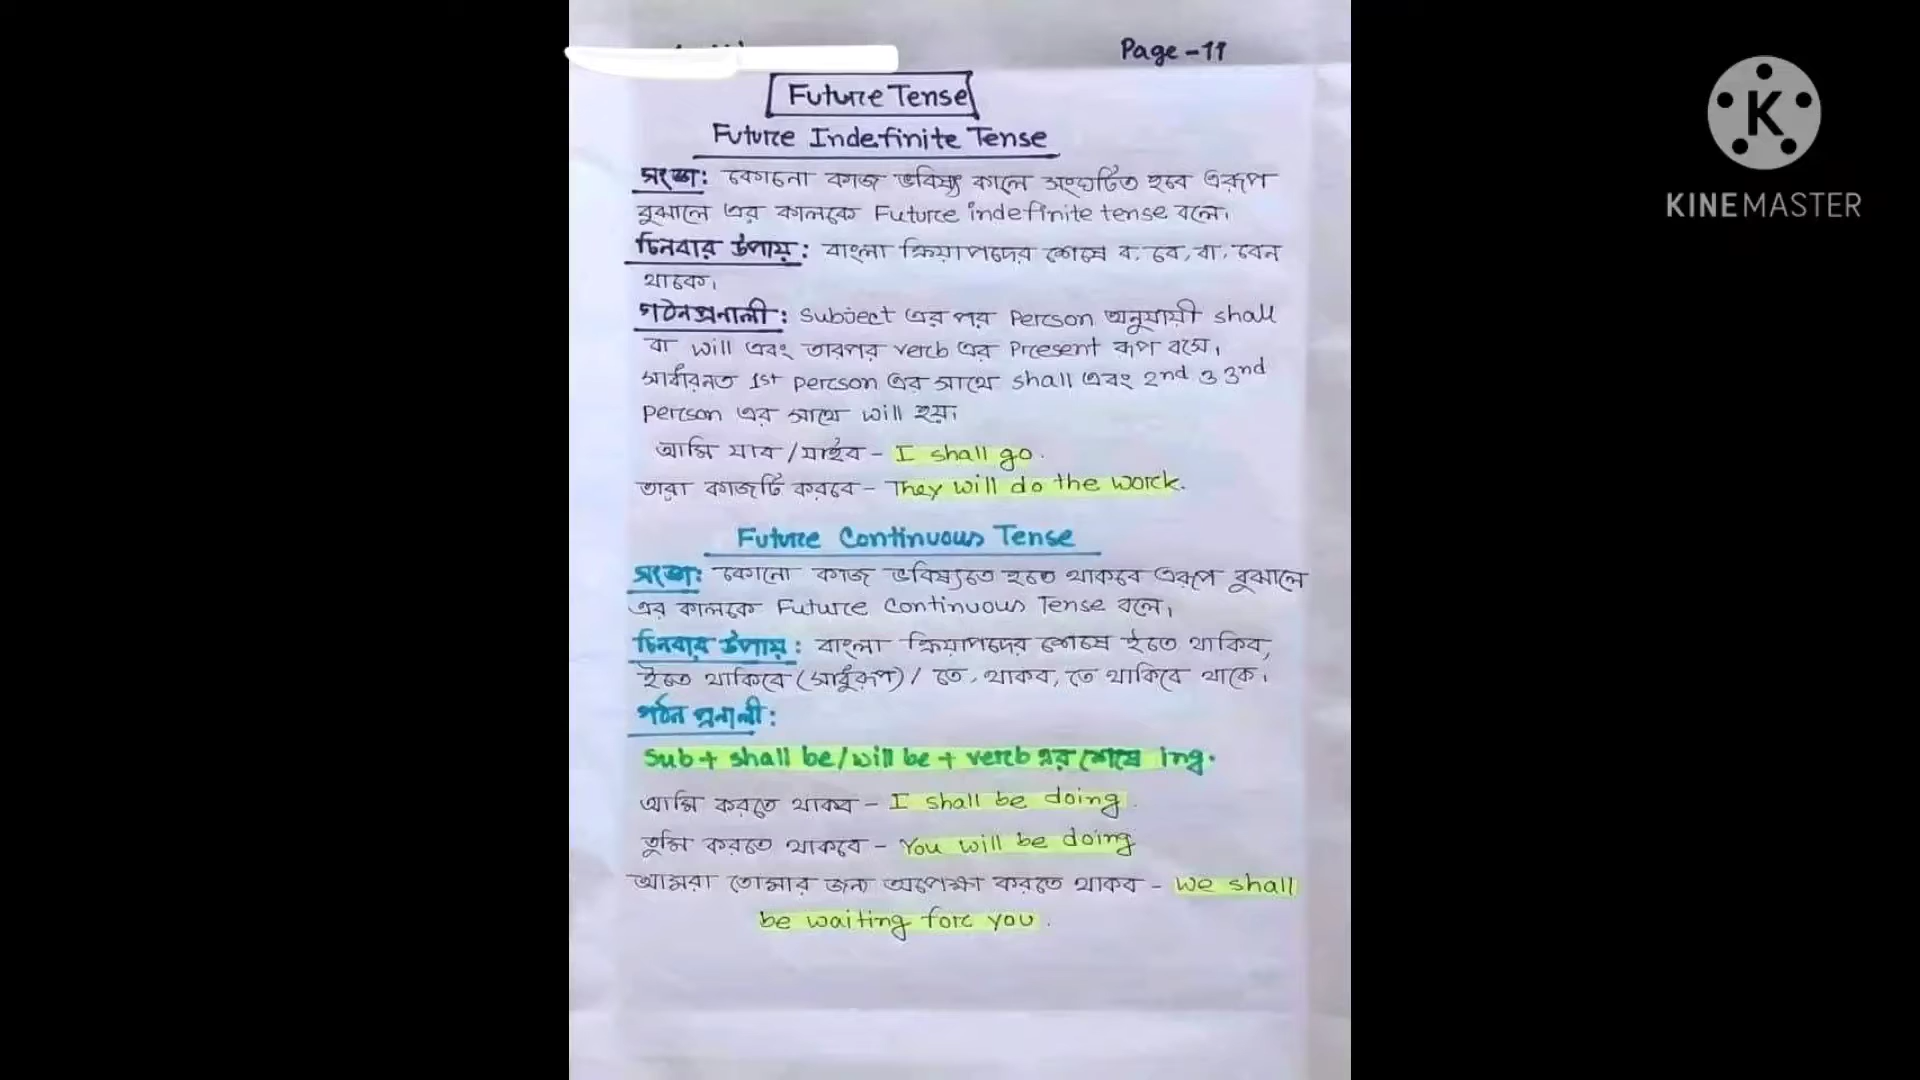 Page -11
Future Tense
Future Indefinite Tense
সংজ্ঞা: কোনো কাজ ভবিষ্যৎ কালে সংঘটিত হবে এরূপ
বুঝালে এর কালকে Future indefinite tense বলে।
চিনবার উপায়: বাংলা ক্রিয়াপদের শেষে ব, বে, বা, বেন
থাকে।
গঠনপ্রনালী: Subject এর পর Person অনুযায়ী shall
বা will এবং তারপর verb এর Present রূপ বসে।
সাধারনত 1st person এর সাথে shall এবং 2nd ও 3nd
Person এর সাথে will হয়।
আমি যাব/যাইব - I shall go.
তারা কাজটি করবে - They will do the work.
Future Continuous Tense
সংজ্ঞা: কোনো কাজ ভবিষ্যতে হতে থাকবে এরূপ বুঝালে
এর কালকে Future Continuous Tense বলে।
চিনবার উপায়: বাংলা ক্রিয়াপদের শেষে ইতে থাকিব,
ইতে থাকিবে (সাধুরূপ) / তে, থাকব, তে থাকিবে থাকে।
গঠন প্রনালী:
Sub+ shall be/will be + verb এর শেষে ing.
আমি করতে থাকব - I shall be doing.
তুমি করতে থাকবে - You will be doing
আমরা তোমার জন্য অপেক্ষা করতে থাকব - we shall
be waiting for you.
K
KINEMASTER